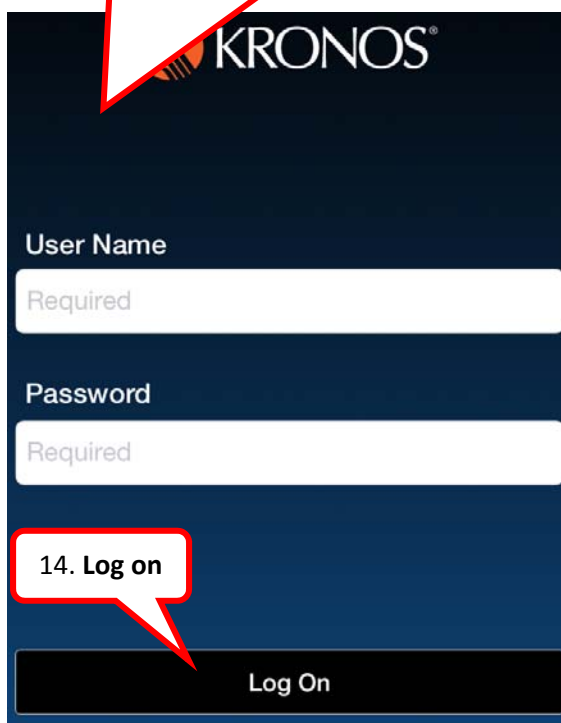 KRONOS®
User Name
Required
Password
Required
14. Log on
Log On